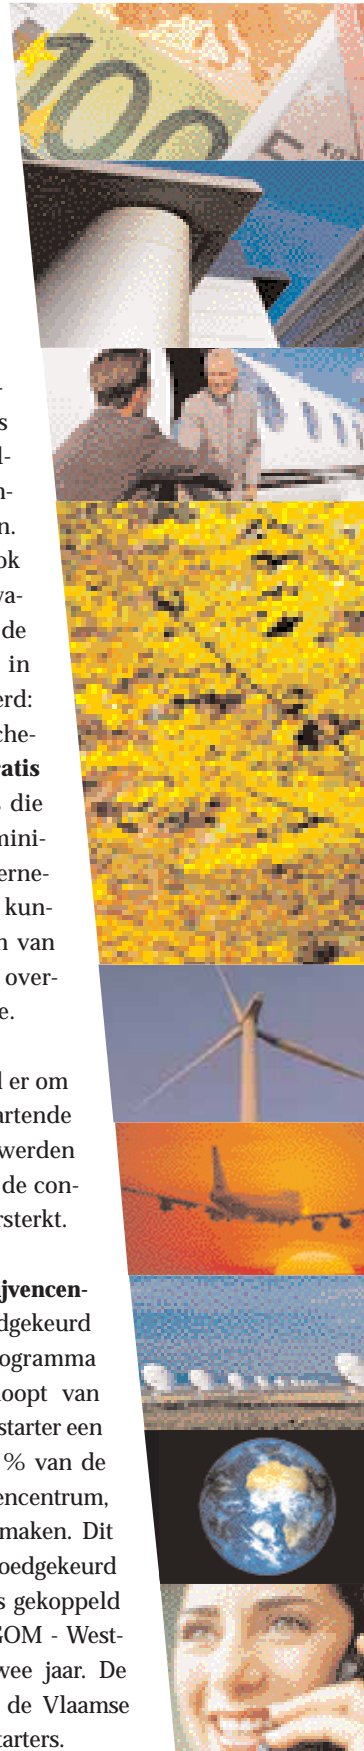 100
-
s
l-
n-
n.
ok
va-
de
in
erd:
che-
ratis
die
mini-
erne-
kun-
n van
over-
e.
l er om
artende
werden
de con-
rsterkt.
ijvencen-
dgekeurd
ogramma
loopt van
starter een
% van de
encentrum,
maken. Dit
oedgekeurd
s gekoppeld
GOM - West-
wee jaar. De
de Vlaamse
tarters.